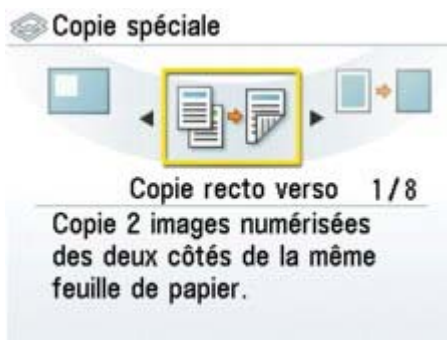 Copie spéciale
Copie recto verso 1/8
Copie 2 images numérisées
des deux côtés de la même
feuille de papier.